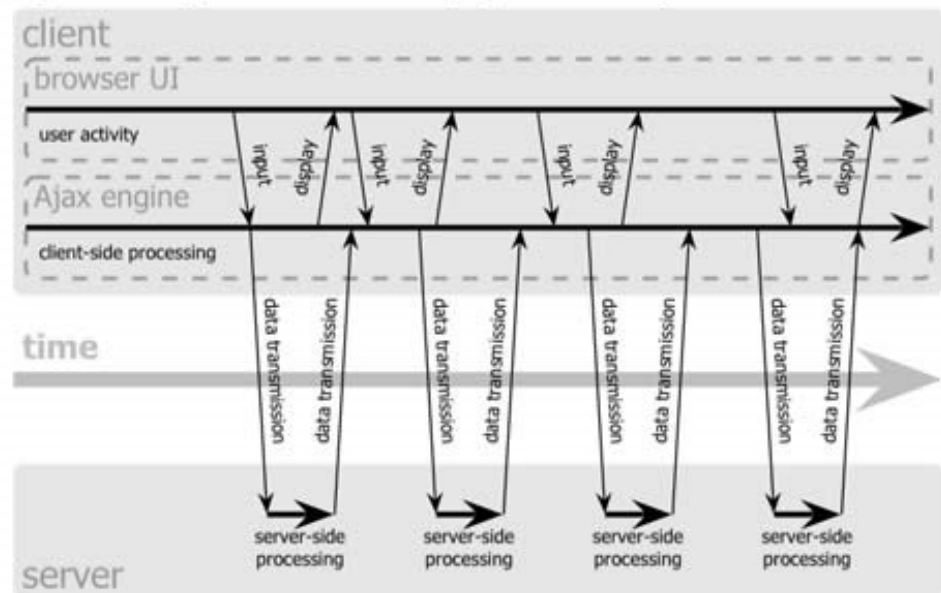 client
browser UI
user activity
input
display
input
display
input
display
input
display
Ajax engine
client-side processing
data transmission
data transmission
data transmission
data transmission
data transmission
data transmission
data transmission
data transmission
time
server-side
processing
server-side
processing
server-side
processing
server-side
processing
server